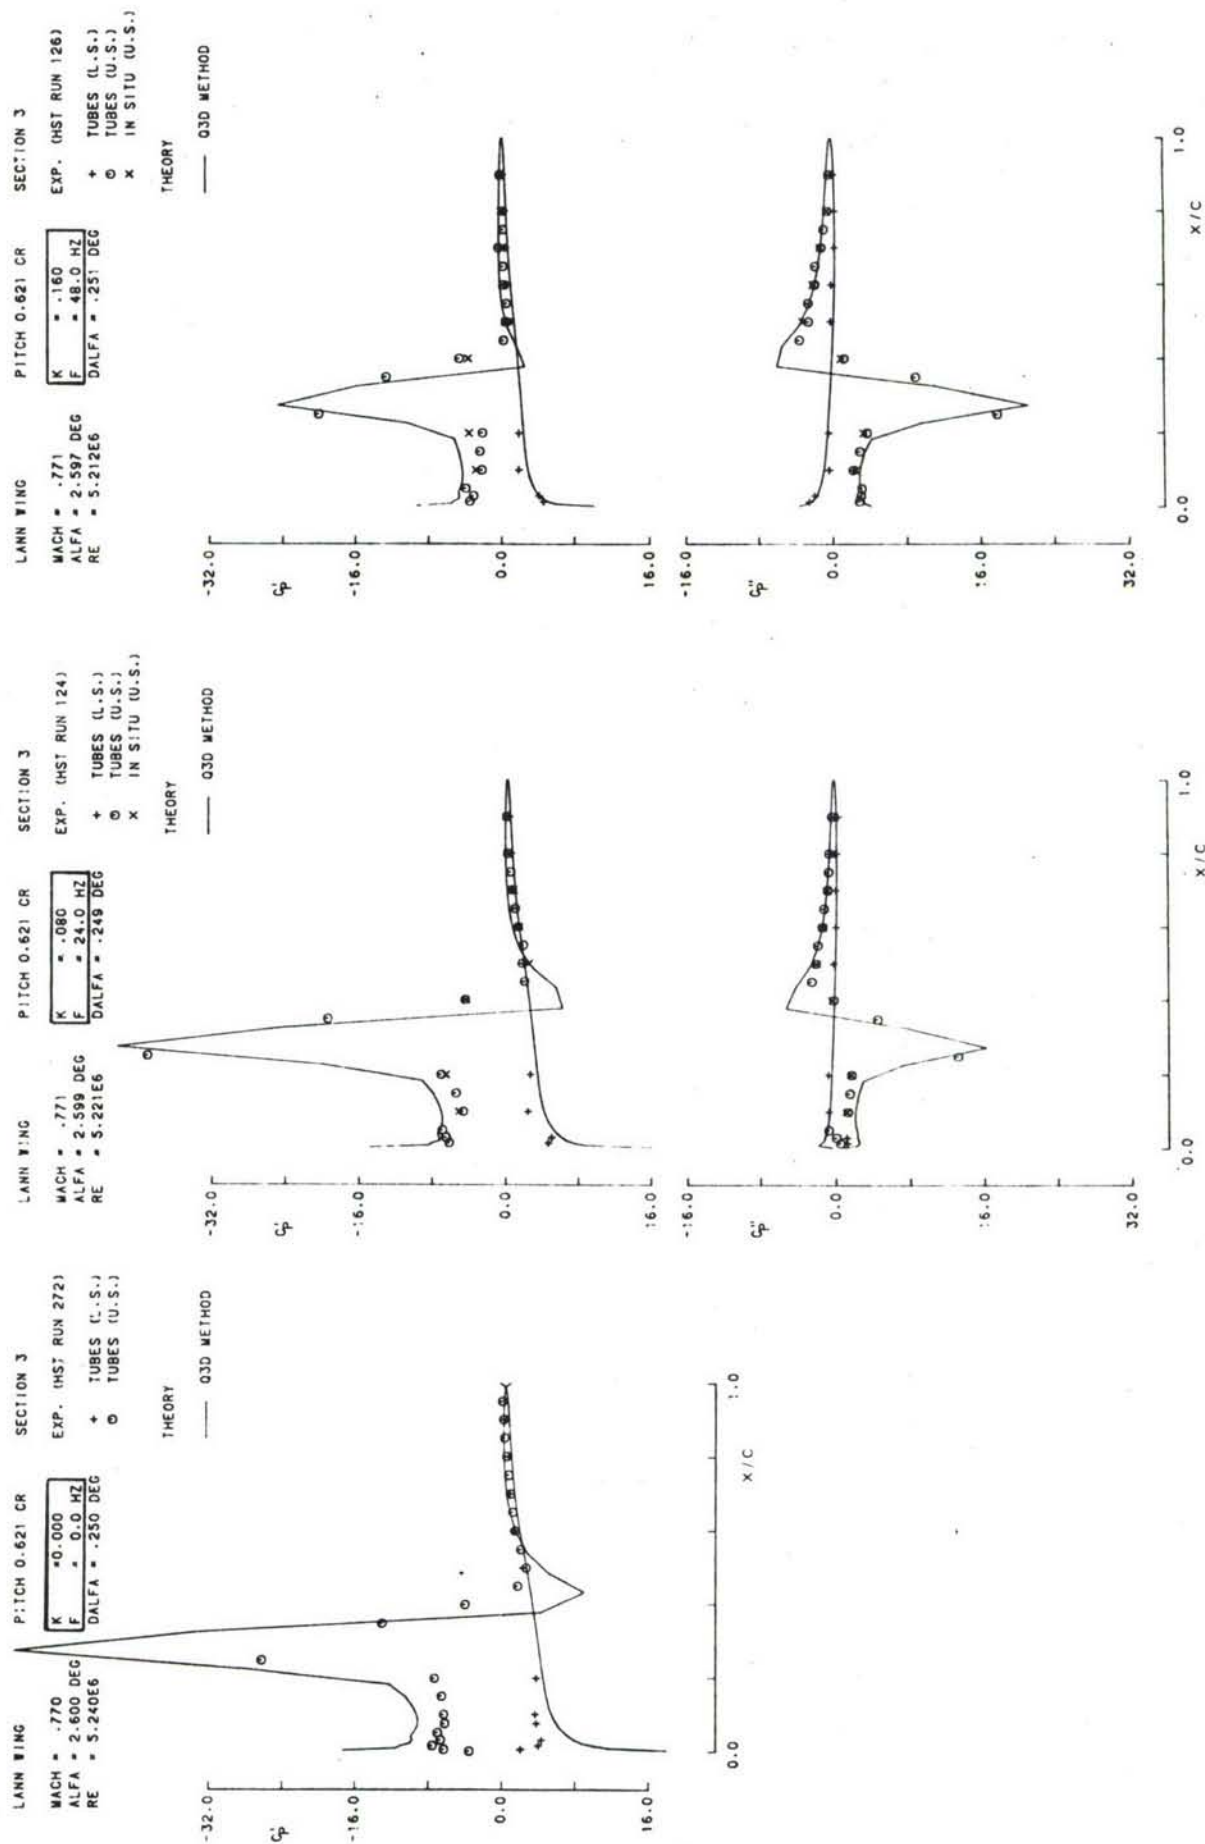 LANN WING PITCH 0.621 CR SECTION 3
MACH = .770
ALFA = 2.600 DEG
RE = 5.240E6
K =0.000
F = 0.0 HZ
DALFA = .250 DEG
EXP. (HST RUN 272)
+ TUBES (L.S.)
⊙ TUBES (U.S.)
THEORY
—— Q3D METHOD
-32.0
Cp'
-16.0
0.0
16.0
0.0
X/C
1.0
LANN WING PITCH 0.621 CR SECTION 3
MACH = .771
ALFA = 2.599 DEG
RE = 5.221E6
K = .080
F = 24.0 HZ
DALFA = .249 DEG
EXP. (HST RUN 124)
+ TUBES (L.S.)
⊙ TUBES (U.S.)
× IN SITU (U.S.)
THEORY
—— Q3D METHOD
-32.0
Cp'
-16.0
0.0
16.0
-16.0
Cp"
0.0
16.0
32.0
0.0
X/C
1.0
LANN WING PITCH 0.621 CR SECTION 3
MACH = .771
ALFA = 2.597 DEG
RE = 5.212E6
K = .160
F = 48.0 HZ
DALFA = .251 DEG
EXP. (HST RUN 126)
+ TUBES (L.S.)
⊙ TUBES (U.S.)
× IN SITU (U.S.)
THEORY
—— Q3D METHOD
-32.0
Cp'
-16.0
0.0
16.0
-16.0
Cp"
0.0
16.0
32.0
0.0
X/C
1.0